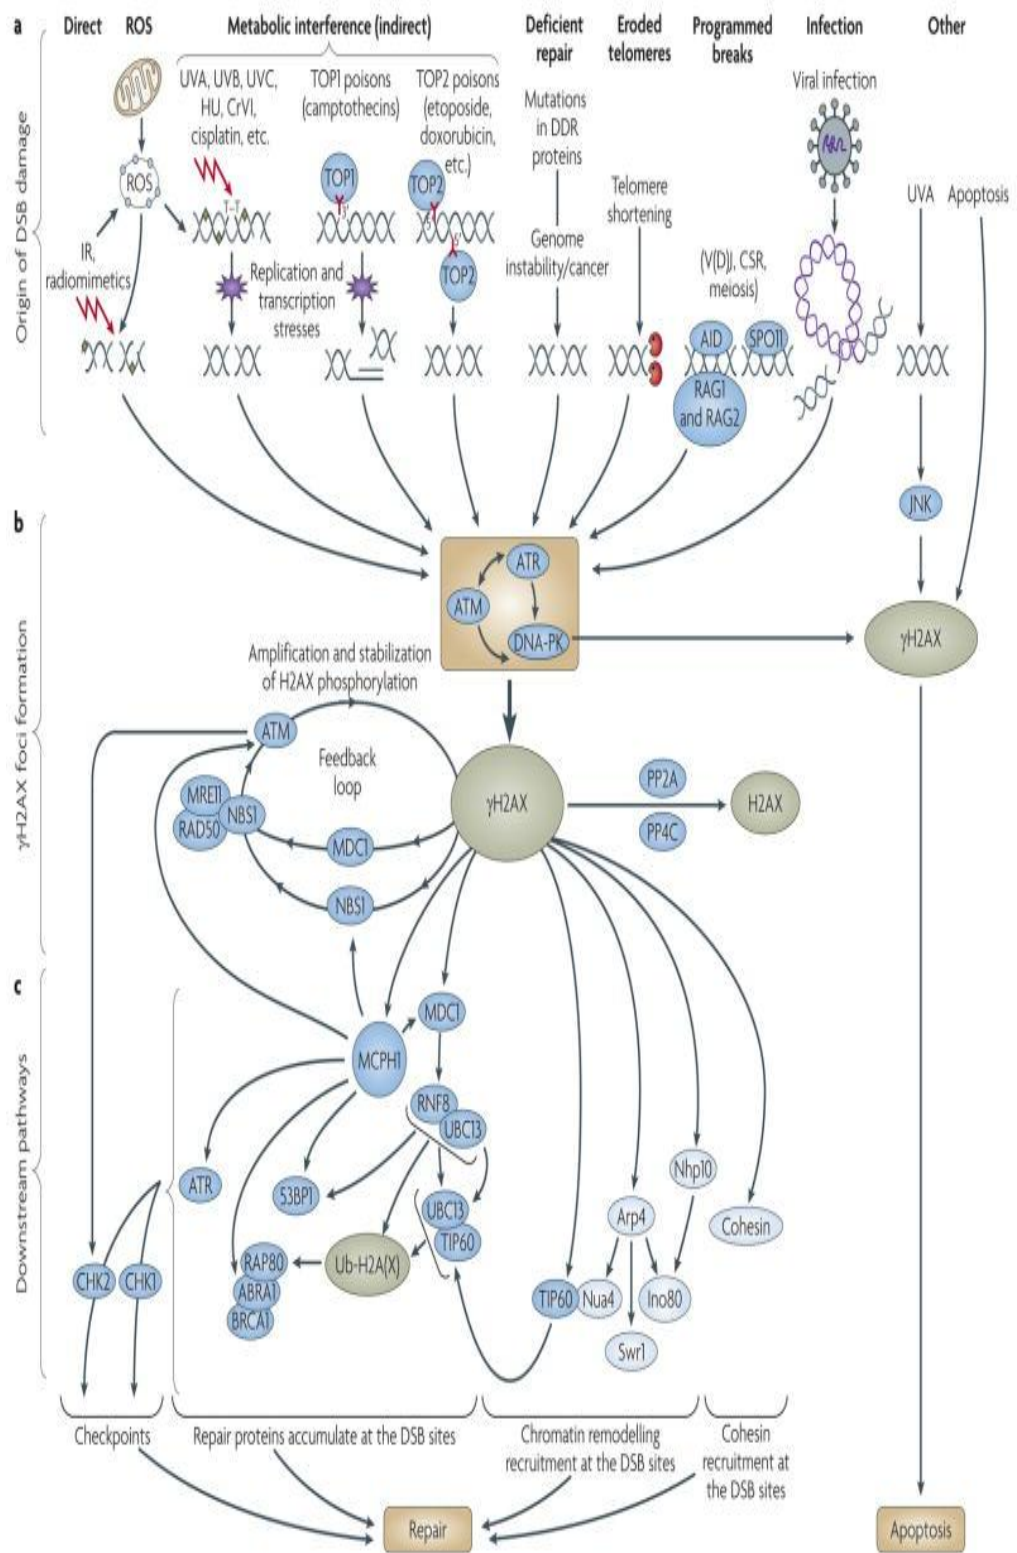 a
Direct
ROS
Metabolic interference (indirect)
Deficient
repair
Eroded
telomeres
Programmed
breaks
Infection
Other
Origin of DSB damage
UVA, UVB, UVC,
HU, CrVI,
cisplatin, etc.
TOP1 poisons
(camptothecins)
TOP2 poisons
(etoposide,
doxorubicin,
etc.)
Mutations
in DDR
proteins
Viral infection
ROS
TOP1
TOP2
T-T
3'
5'
5'
TOP2
Telomere
shortening
UVA
Apoptosis
IR,
radiomimetics
Replication and
transcription
stresses
Genome
instability/cancer
(V(D)J, CSR,
meiosis)
AID
SPO11
RAG1
and RAG2
JNK
b
γH2AX foci formation
ATR
ATM
DNA-PK
γH2AX
Amplification and stabilization
of H2AX phosphorylation
ATM
Feedback
loop
MRE11
RAD50
NBS1
MDC1
NBS1
γH2AX
PP2A
PP4C
H2AX
c
Downstream pathways
MDC1
MCPH1
RNF8
UBC13
ATR
53BP1
UBC13
TIP60
Nhp10
Arp4
Cohesin
CHK2
CHK1
RAP80
ABRA1
BRCA1
Ub-H2A(X)
TIP60
Nua4
Ino80
Swr1
Checkpoints
Repair proteins accumulate at the DSB sites
Chromatin remodelling
recruitment at the DSB sites
Cohesin
recruitment at
the DSB sites
Repair
Apoptosis